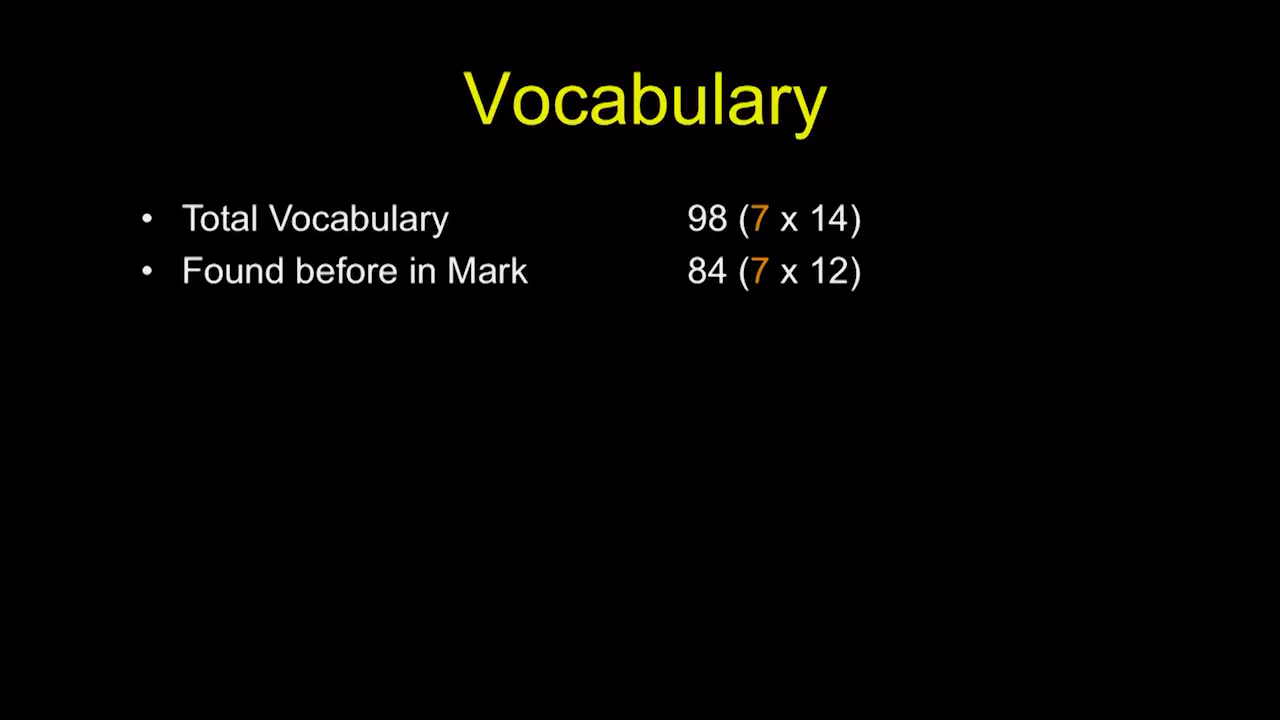 Vocabulary
• Total Vocabulary 98 (7 x 14)
• Found before in Mark 84 (7 x 12)